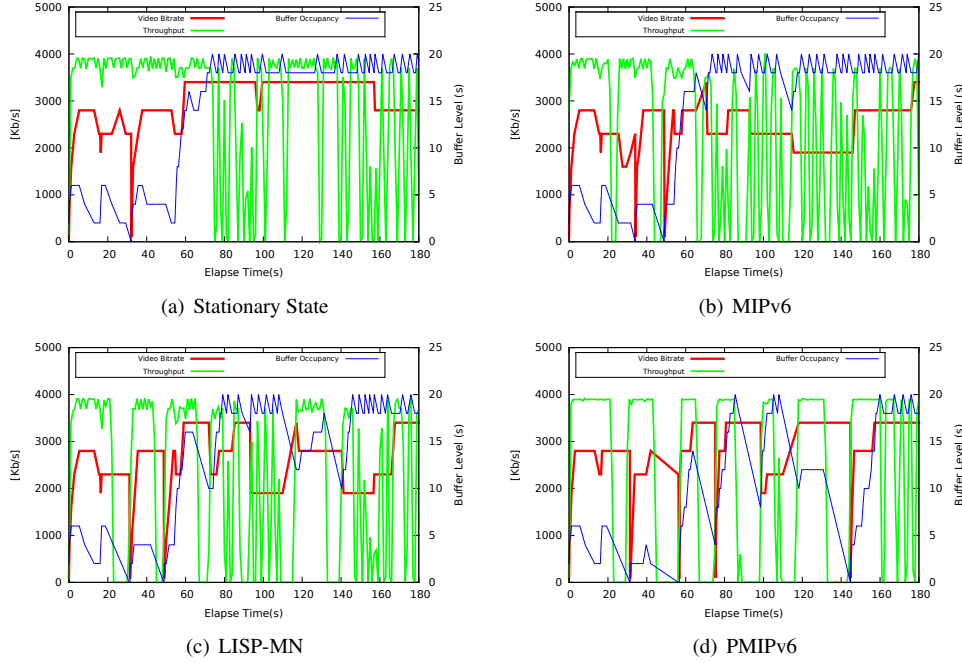 5000
4000
3000
2000
1000
0
[Kb/s]
25
20
15
10
5
0
Buffer Level (s)
Video Bitrate
Throughput
Buffer Occupancy
0 20 40 60 80 100 120 140 160 180
Elapse Time(s)
(a) Stationary State
5000
4000
3000
2000
1000
0
[Kb/s]
25
20
15
10
5
0
Buffer Level (s)
Video Bitrate
Throughput
Buffer Occupancy
0 20 40 60 80 100 120 140 160 180
Elapse Time(s)
(b) MIPv6
5000
4000
3000
2000
1000
0
[Kb/s]
25
20
15
10
5
0
Buffer Level (s)
Video Bitrate
Throughput
Buffer Occupancy
0 20 40 60 80 100 120 140 160 180
Elapse Time(s)
(c) LISP-MN
5000
4000
3000
2000
1000
0
[Kb/s]
25
20
15
10
5
0
Buffer Level (s)
Video Bitrate
Throughput
Buffer Occupancy
0 20 40 60 80 100 120 140 160 180
Elapse Time(s)
(d) PMIPv6